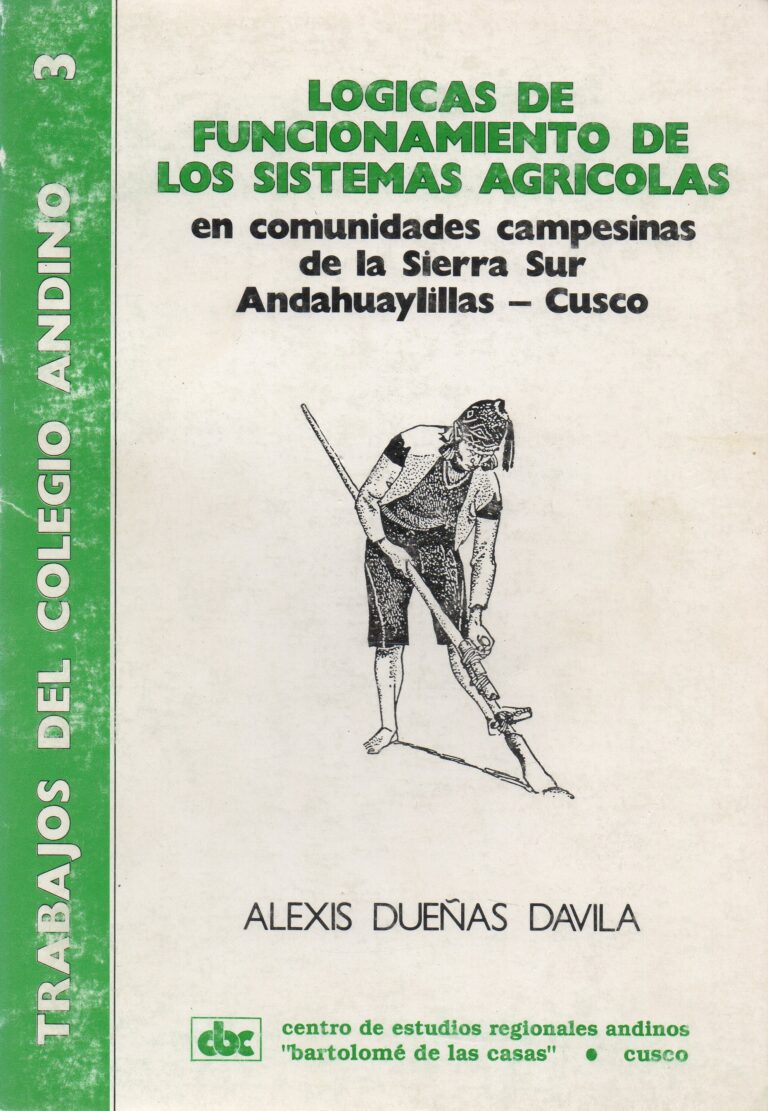 TRABAJOS DEL COLEGIO ANDINO 3
LOGICAS DE
FUNCIONAMIENTO DE
LOS SISTEMAS AGRICOLAS
en comunidades campesinas
de la Sierra Sur
Andahuaylillas — Cusco
ALEXIS DUEÑAS DAVILA
cbc
centro de estudios regionales andinos
"bartolomé de las casas" • cusco